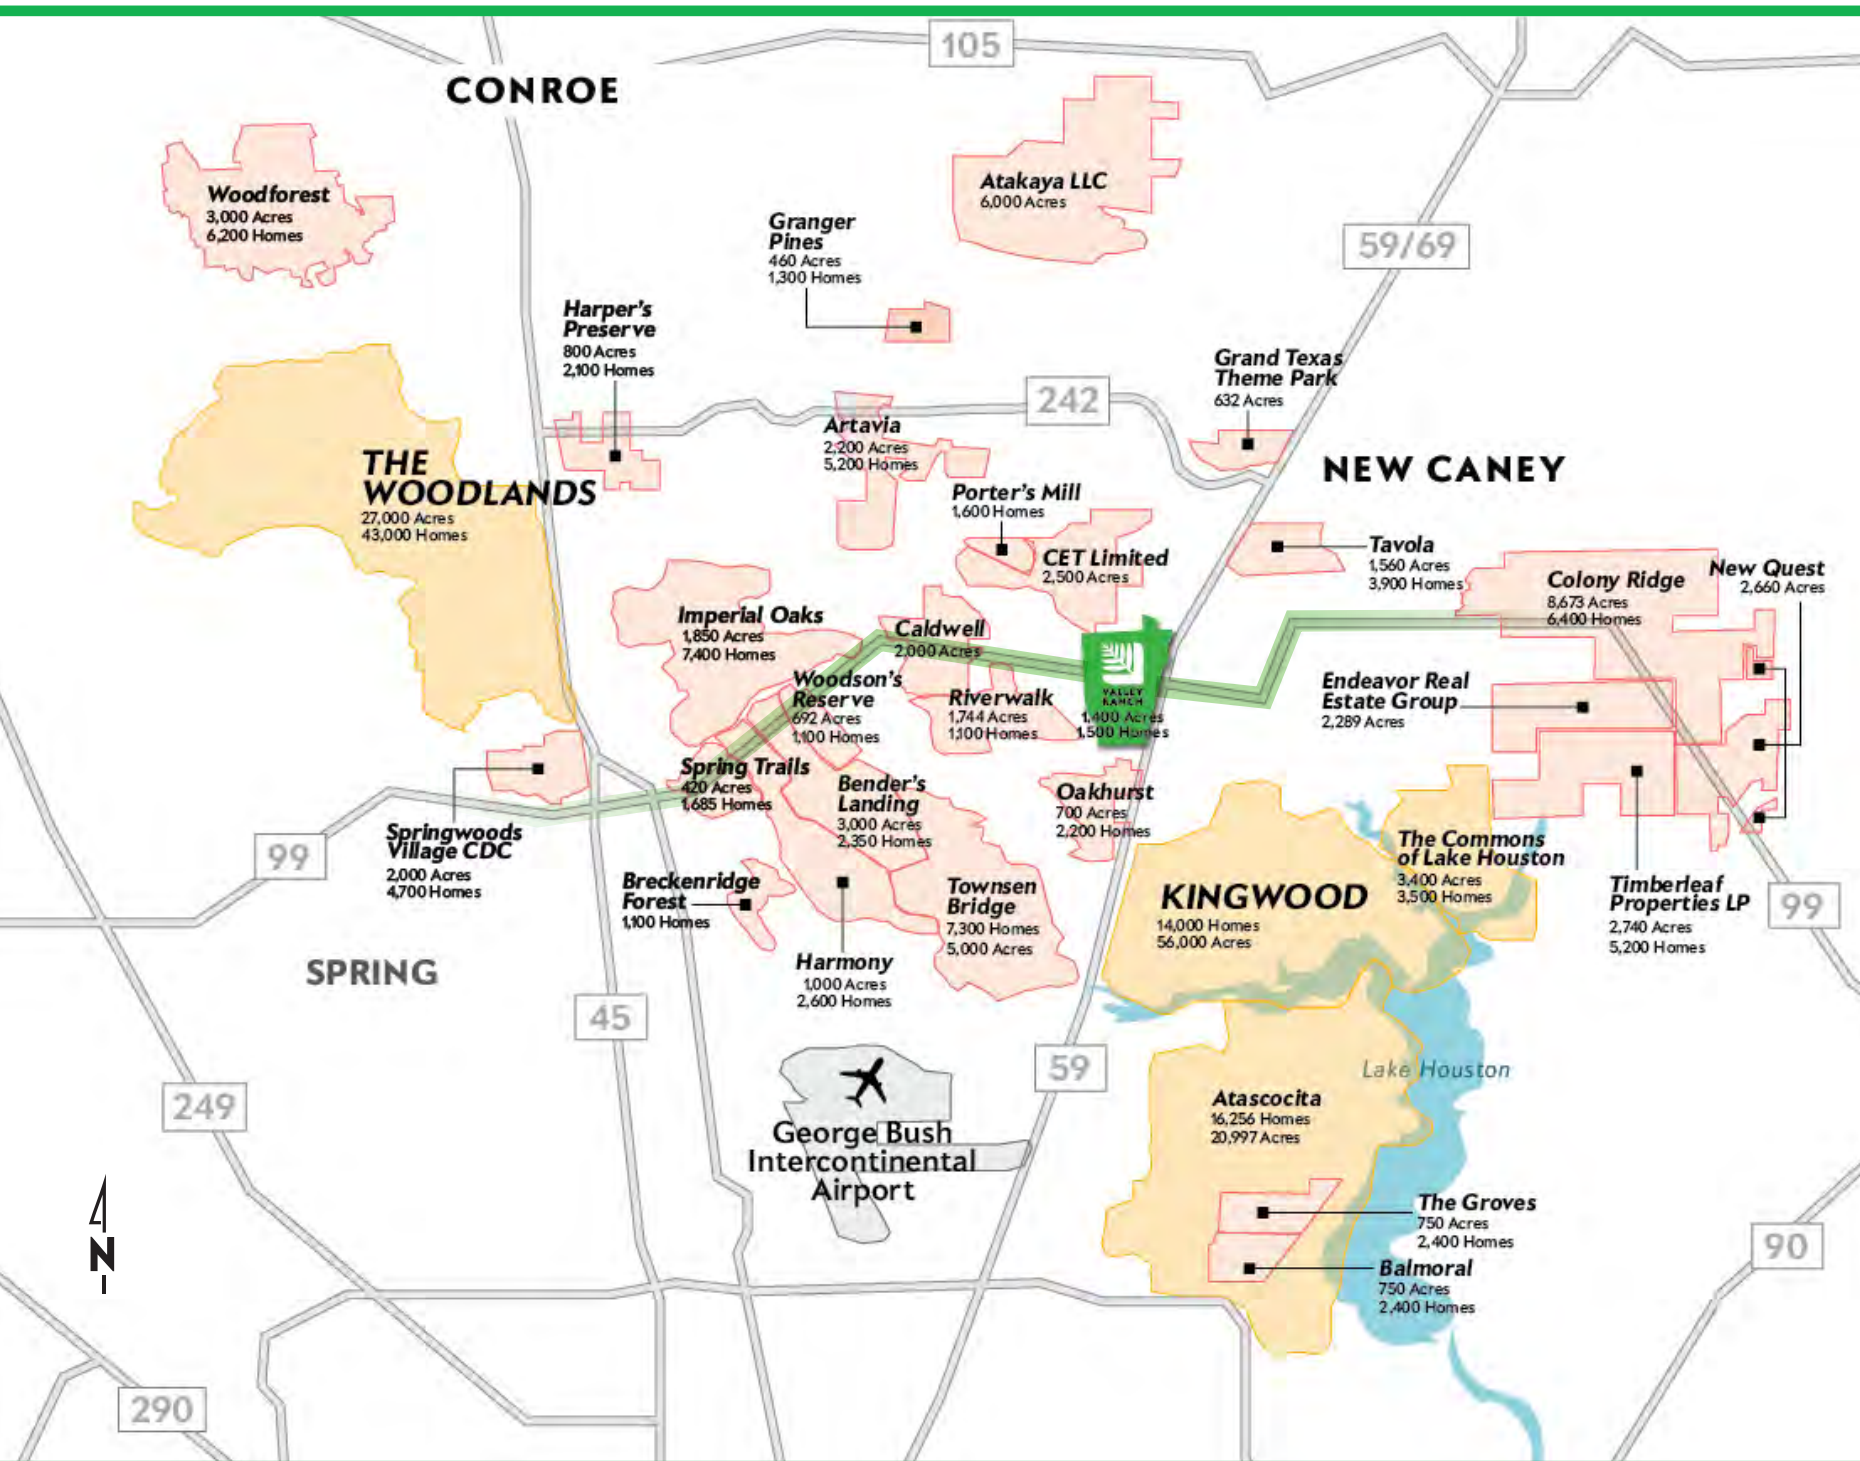 105
CONROE
Woodforest
3,000 Acres
6,200 Homes
Atakaya LLC
6,000 Acres
Granger
Pines
460 Acres
1,300 Homes
59/69
Harper's
Preserve
800 Acres
2,100 Homes
Grand Texas
Theme Park
632 Acres
242
Artavia
2,200 Acres
5,200 Homes
NEW CANEY
THE
WOODLANDS
27,000 Acres
43,000 Homes
Porter's Mill
1,600 Homes
CET Limited
2,500 Acres
Tavola
1,560 Acres
3,900 Homes
Colony Ridge
8,673 Acres
6,400 Homes
New Quest
2,660 Acres
Imperial Oaks
1,850 Acres
7,400 Homes
Caldwell
2,000 Acres
Woodson's
Reserve
692 Acres
1,100 Homes
Riverwalk
1,744 Acres
1,100 Homes
VALLEY
RANCH
1,400 Acres
1,500 Homes
Endeavor Real
Estate Group
2,289 Acres
Spring Trails
420 Acres
1,685 Homes
Bender's
Landing
3,000 Acres
2,350 Homes
Oakhurst
700 Acres
2,200 Homes
Springwoods
Village CDC
2,000 Acres
4,700 Homes
99
The Commons
of Lake Houston
3,400 Acres
3,500 Homes
Breckenridge
Forest
1,100 Homes
Townsen
Bridge
7,300 Homes
5,000 Acres
KINGWOOD
14,000 Homes
56,000 Acres
Timberleaf
Properties LP
2,740 Acres
5,200 Homes
99
SPRING
Harmony
1,000 Acres
2,600 Homes
45
59
Lake Houston
249
George Bush
Intercontinental
Airport
Atascocita
16,256 Homes
20,997 Acres
The Groves
750 Acres
2,400 Homes
Balmoral
750 Acres
2,400 Homes
N
90
290